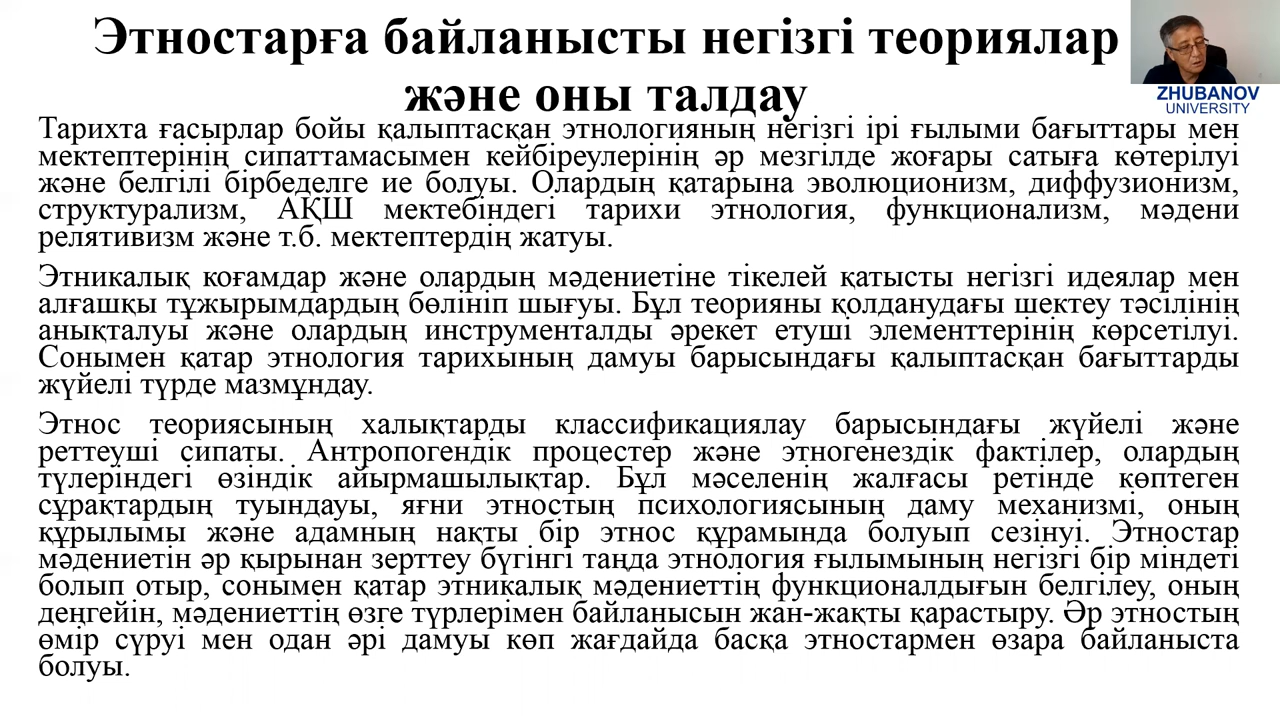 Этностарға байланысты негізгі теориялар
және оны талдау
ZHUBANOV
UNIVERSITY
Тарихта ғасырлар бойы қалыптасқан этнологияның негізгі ірі ғылыми бағыттары мен
мектептерінің сипаттамасымен кейбіреулерінің әр мезгілде жоғары сатыға көтерілуі
және белгілі бірбеделге ие болуы. Олардың қатарына эволюционизм, диффузионизм,
структурализм, АҚШ мектебіндегі тарихи этнология, функционализм, мәдени
релятивизм және т.б. мектептердің жатуы.
Этникалық коғамдар және олардың мәдениетіне тікелей қатысты негізгі идеялар мен
алғашқы тұжырымдардың бөлініп шығуы. Бұл теорияны қолданудағы шектеу тәсілінің
анықталуы және олардың инструменталды әрекет етуші элементтерінің көрсетілуі.
Сонымен қатар этнология тарихының дамуы барысындағы қалыптасқан бағыттарды
жүйелі түрде мазмұндау.
Этнос теориясының халықтарды классификациялау барысындағы жүйелі және
реттеуші сипаты. Антропогендік процестер және этногенездік фактілер, олардың
түлеріндегі өзіндік айырмашылықтар. Бұл мәселенің жалғасы ретінде көптеген
сұрақтардың туындауы, яғни этностың психологиясының даму механизмі, оның
құрылымы және адамның нақты бір этнос құрамында болуып сезінуі. Этностар
мәдениетін әр қырынан зерттеу бүгінгі таңда этнология ғылымының негізгі бір міндеті
болып отыр, сонымен қатар этникалық мәдениеттің функционалдығын белгілеу, оның
деңгейін, мәдениеттің өзге түрлерімен байланысын жан-жақты қарастыру. Әр этностың
өмір сүруі мен одан әрі дамуы көп жағдайда басқа этностармен өзара байланыста
болуы.